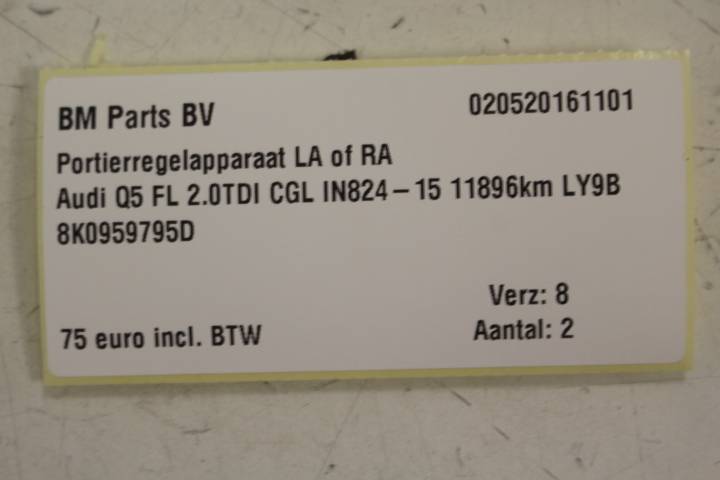 BM Parts BV 020520161101
Portierregelapparaat LA of RA
Audi Q5 FL 2.0TDI CGL IN824-15 11896km LY9B
8K0959795D
Verz: 8
75 euro incl. BTW Aantal: 2